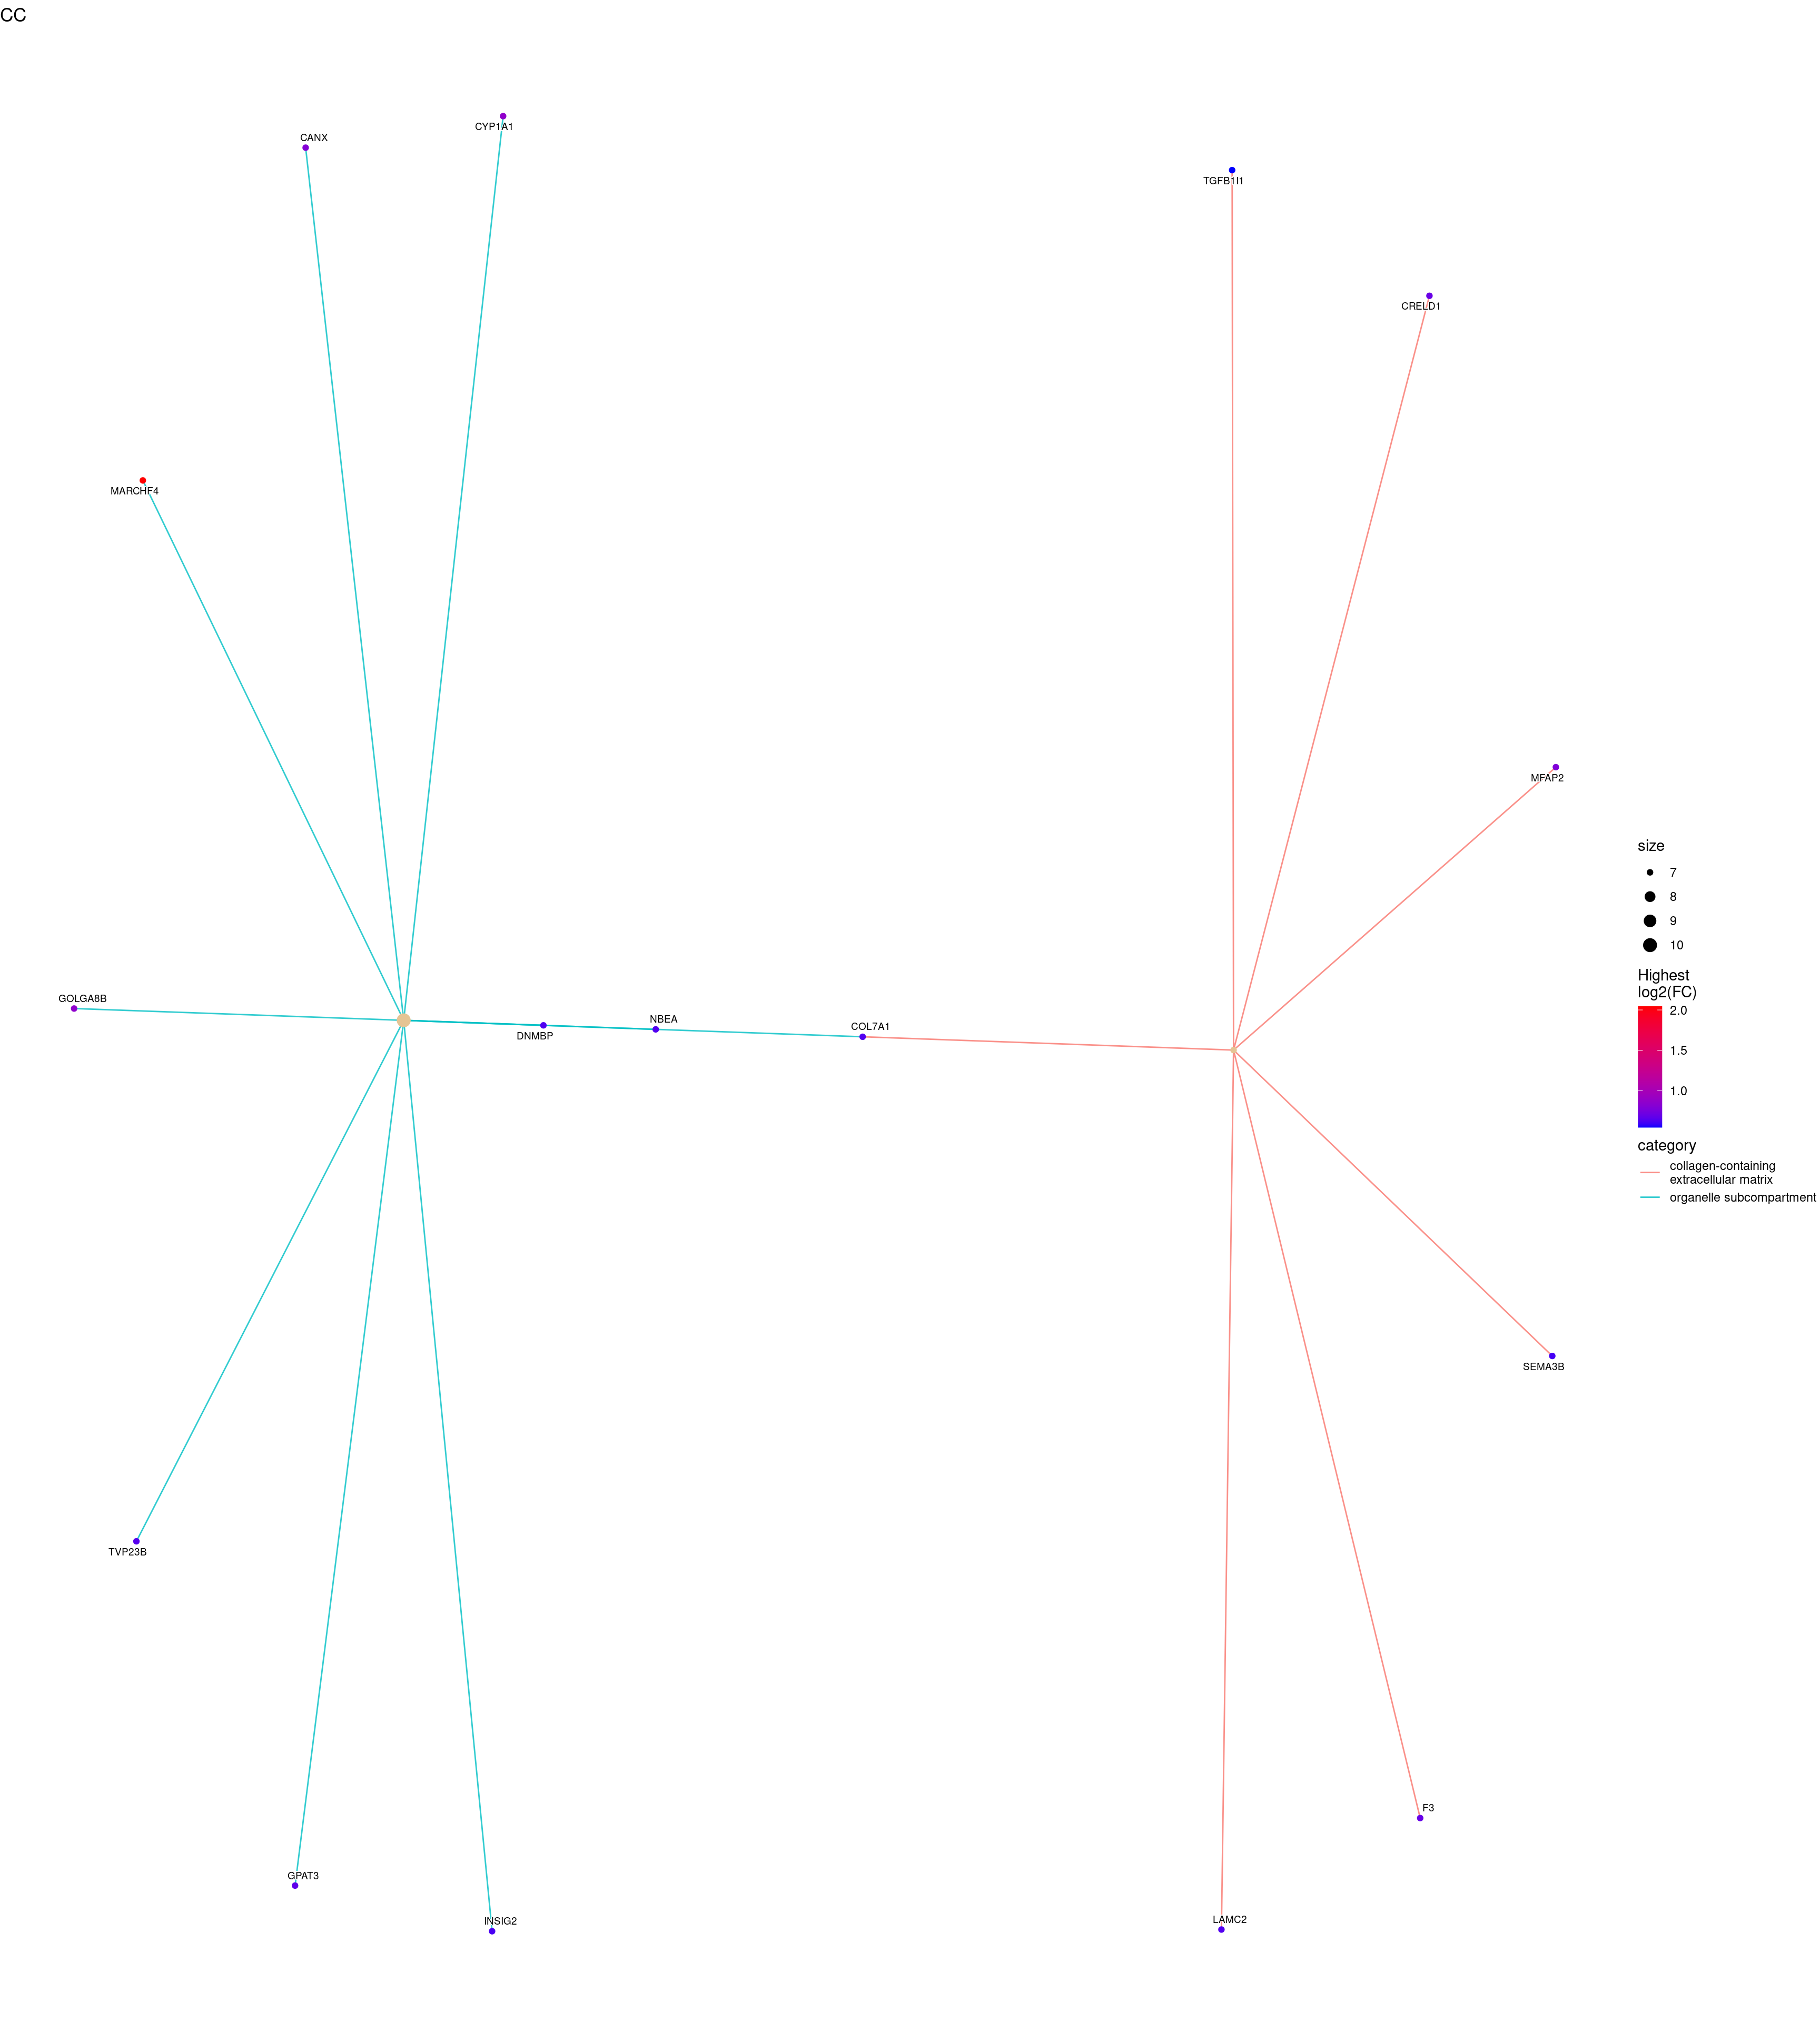 CC
CYP1A1
CANX
TGFB1I1
CRELD1
MARCHF4
MFAP2
size
7
8
9
10
Highest
log2(FC)
2.0
1.5
1.0
category
collagen-containing
extracellular matrix
organelle subcompartment
GOLGA8B
DNMBP
NBEA
COL7A1
SEMA3B
TVP23B
F3
GPAT3
INSIG2
LAMC2